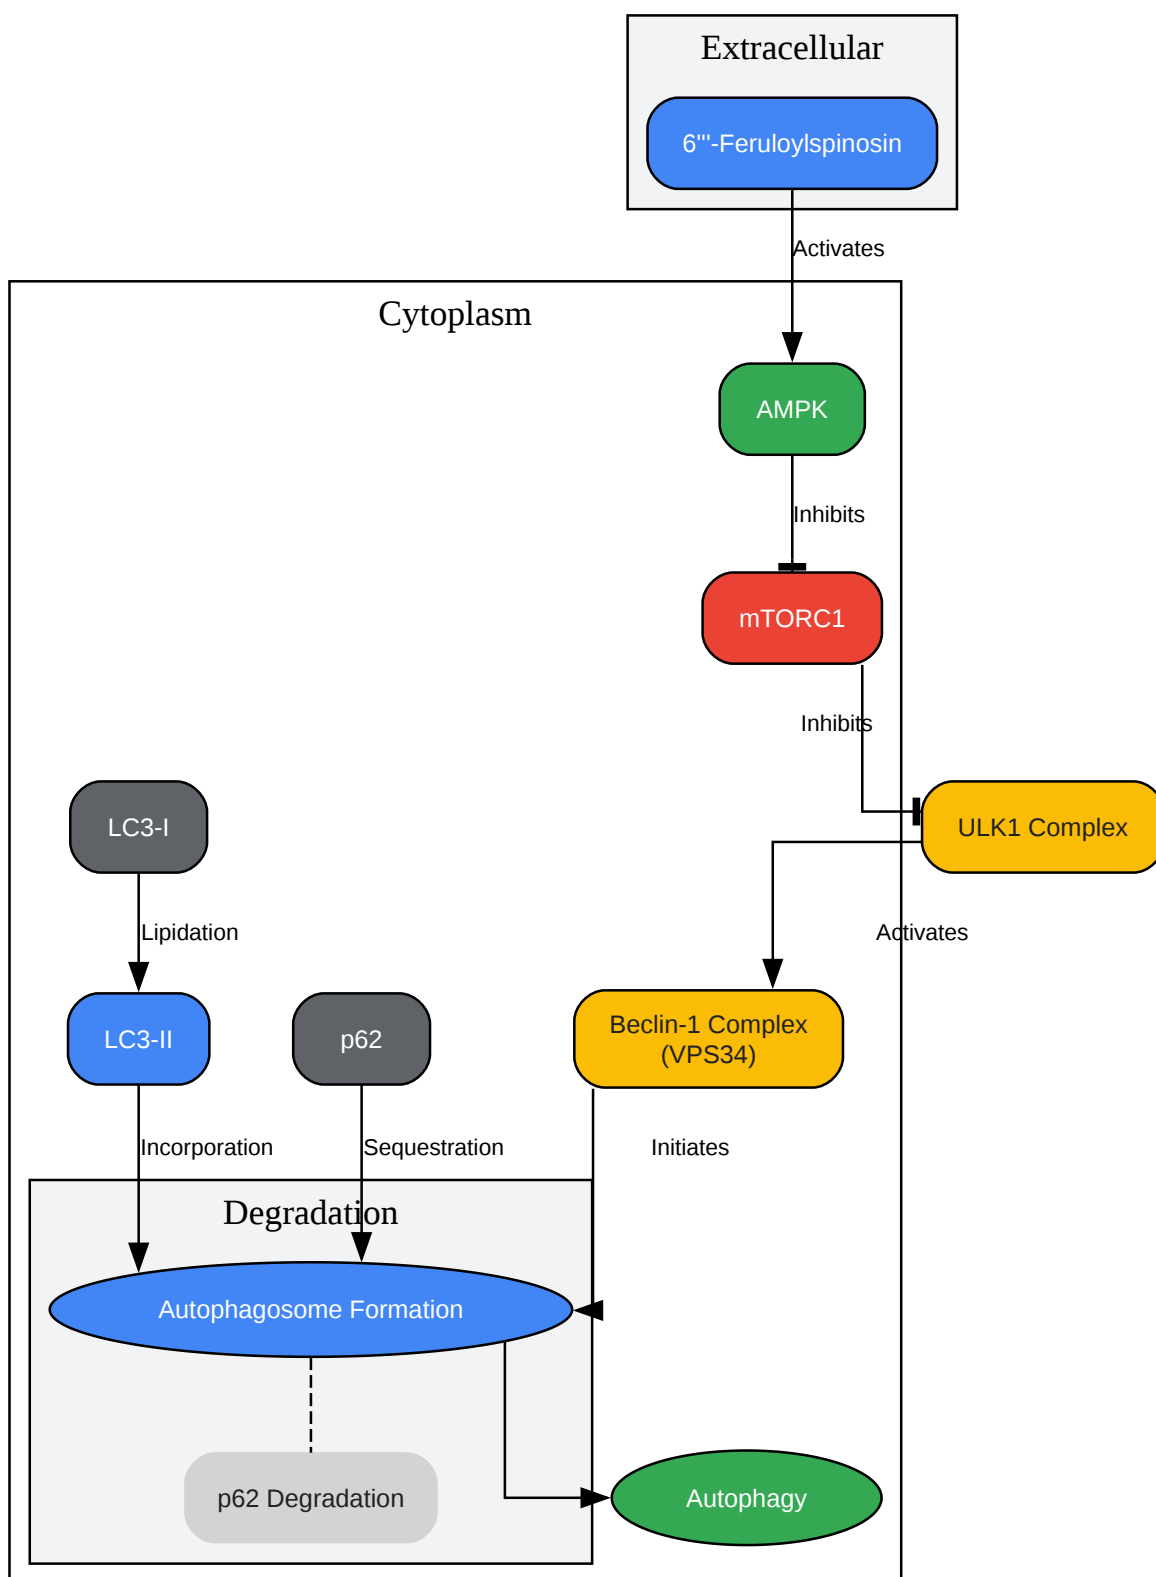 Extracellular
6'''-Feruloylspinosin
Activates
Cytoplasm
AMPK
Inhibits
mTORC1
Inhibits
LC3-I
ULK1 Complex
Lipidation
Activates
LC3-II
p62
Beclin-1 Complex
(VPS34)
Incorporation
Sequestration
Initiates
Degradation
Autophagosome Formation
p62 Degradation
Autophagy